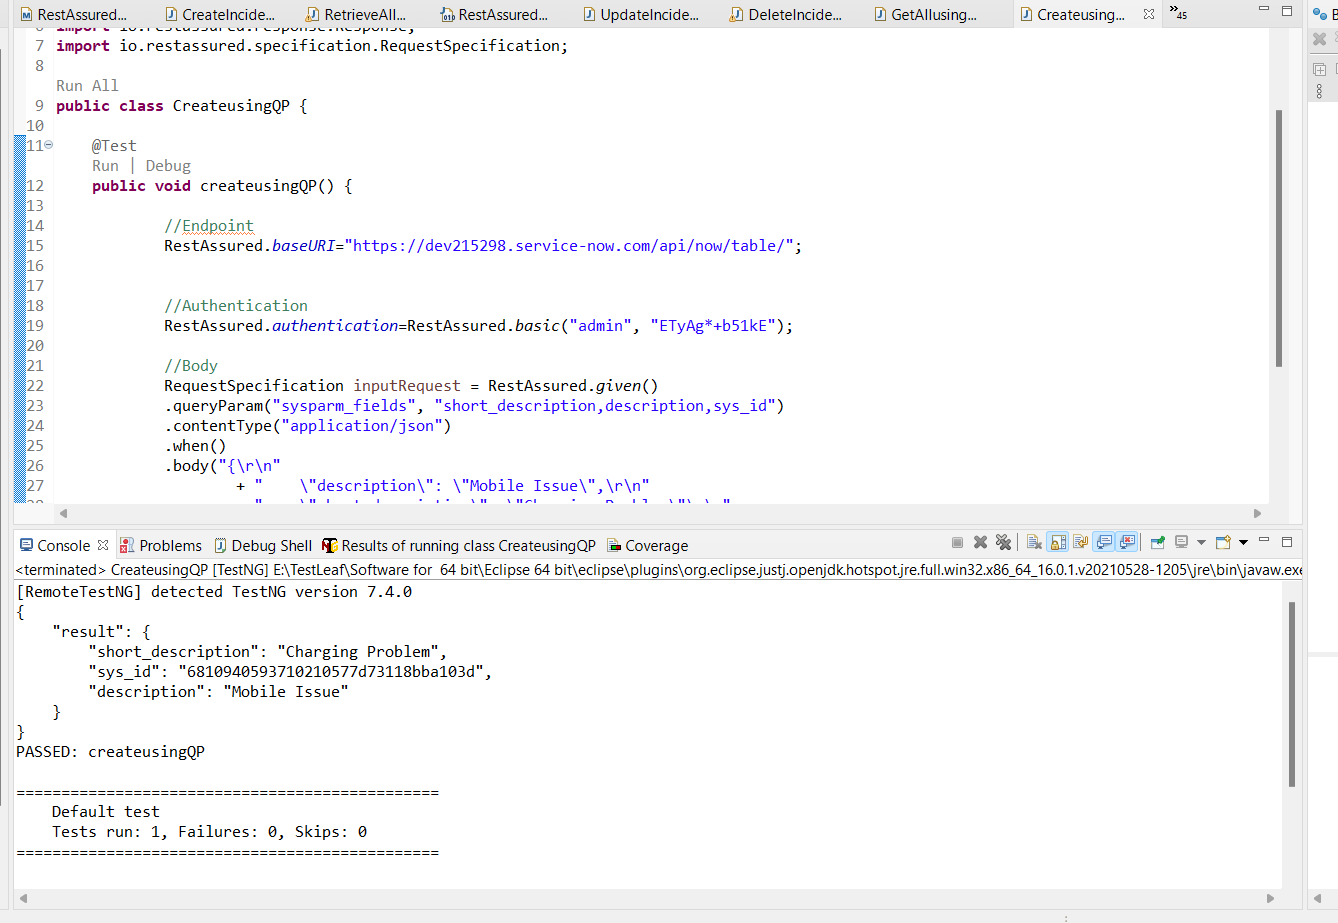 RestAssured... CreateIncide... RetrieveAll... RestAssured... UpdateIncide... DeleteIncide... GetAllusing... Createusing... 45
6 import io.restassured.response.Response;
7 import io.restassured.specification.RequestSpecification;
8
Run All
9 public class CreateusingQP {
10
11 @Test
Run | Debug
12 public void createusingQP() {
13
14 //Endpoint
15 RestAssured.baseURI="https://dev215298.service-now.com/api/now/table/";
16
17
18 //Authentication
19 RestAssured.authentication=RestAssured.basic("admin", "ETyAg*+b51kE");
20
21 //Body
22 RequestSpecification inputRequest = RestAssured.given()
23 .queryParam("sysparm_fields", "short_description,description,sys_id")
24 .contentType("application/json")
25 .when()
26 .body("{\r\n"
27 + " \"description\": \"Mobile Issue\",\r\n"
28
Console Problems Debug Shell Results of running class CreateusingQP Coverage
<terminated> CreateusingQP [TestNG] E:\TestLeaf\Software for 64 bit\Eclipse 64 bit\eclipse\plugins\org.eclipse.justj.openjdk.hotspot.jre.full.win32.x86_64_16.0.1.v20210528-1205\jre\bin\javaw.exe
[RemoteTestNG] detected TestNG version 7.4.0
{
"result": {
"short_description": "Charging Problem",
"sys_id": "6810940593710210577d73118bba103d",
"description": "Mobile Issue"
}
}
PASSED: createusingQP
===============================================
Default test
Tests run: 1, Failures: 0, Skips: 0
===============================================